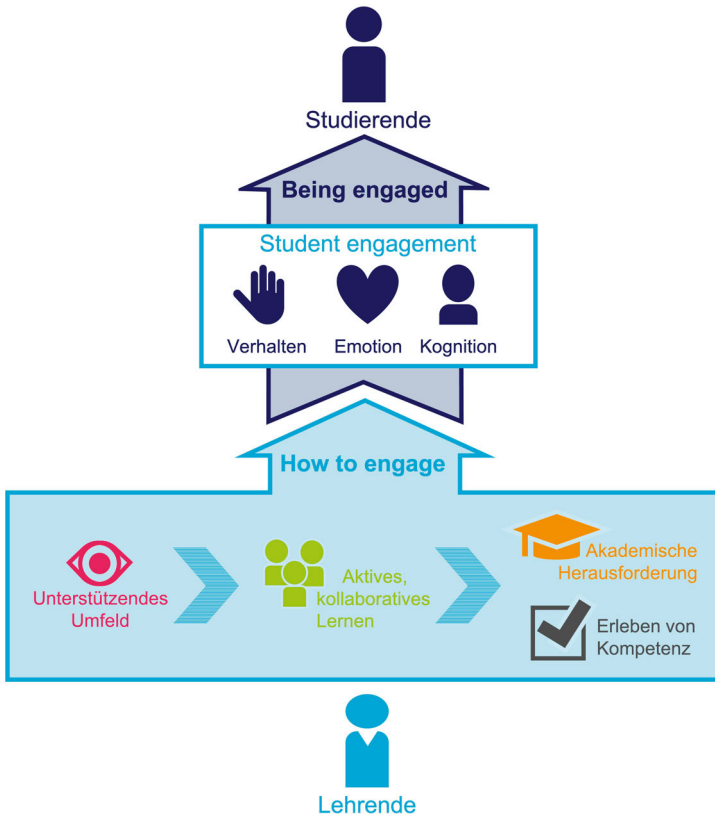 Studierende
Being engaged
Student engagement
Verhalten
Emotion
Kognition
How to engage
Unterstützendes
Umfeld
Aktives,
kollaboratives
Lernen
Akademische
Herausforderung
Erleben von
Kompetenz
Lehrende